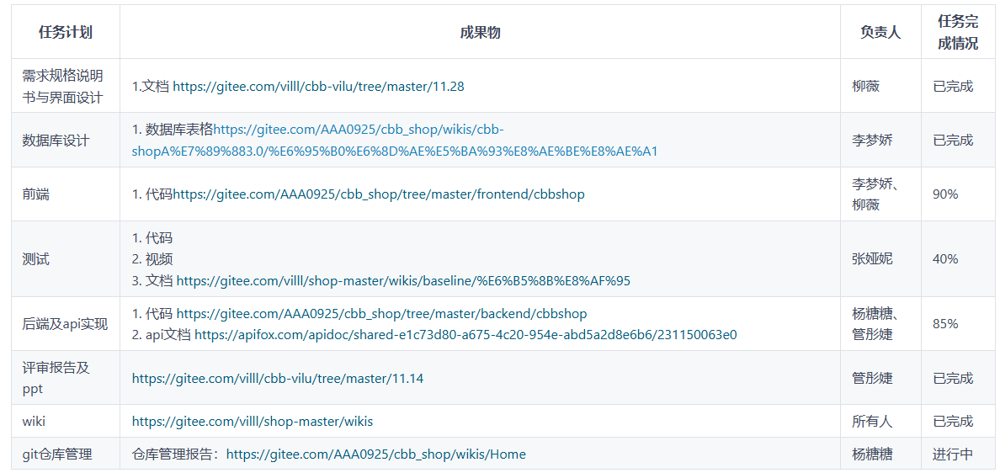 任务计划 成果物 负责人 任务完
成情况
需求规格说明
书与界面设计
1.文档 https://gitee.com/villl/cbb-vilu/tree/master/11.28
柳薇
已完成
数据库设计
1. 数据库表格https://gitee.com/AAA0925/cbb_shop/wikis/cbb-
shopA%E7%89%883.0/%E6%95%B0%E6%8D%AE%E5%BA%93%E8%AE%BE%E8%AE%A1
李梦娇
已完成
前端
1. 代码https://gitee.com/AAA0925/cbb_shop/tree/master/frontend/cbbshop
李梦娇、
柳薇
90%
测试
1. 代码
2. 视频
3. 文档 https://gitee.com/villl/shop-master/wikis/baseline/%E6%B5%8B%E8%AF%95
张娅妮
40%
后端及api实现
1. 代码 https://gitee.com/AAA0925/cbb_shop/tree/master/backend/cbbshop
2. api文档 https://apifox.com/apidoc/shared-e1c73d80-a675-4c20-954e-abd5a2d8e6b6/231150063e0
杨糖糖、
管彤婕
85%
评审报告及
ppt
https://gitee.com/villl/cbb-vilu/tree/master/11.14
管彤婕
已完成
wiki
https://gitee.com/villl/shop-master/wikis
所有人
已完成
git仓库管理
仓库管理报告：https://gitee.com/AAA0925/cbb_shop/wikis/Home
杨糖糖
进行中